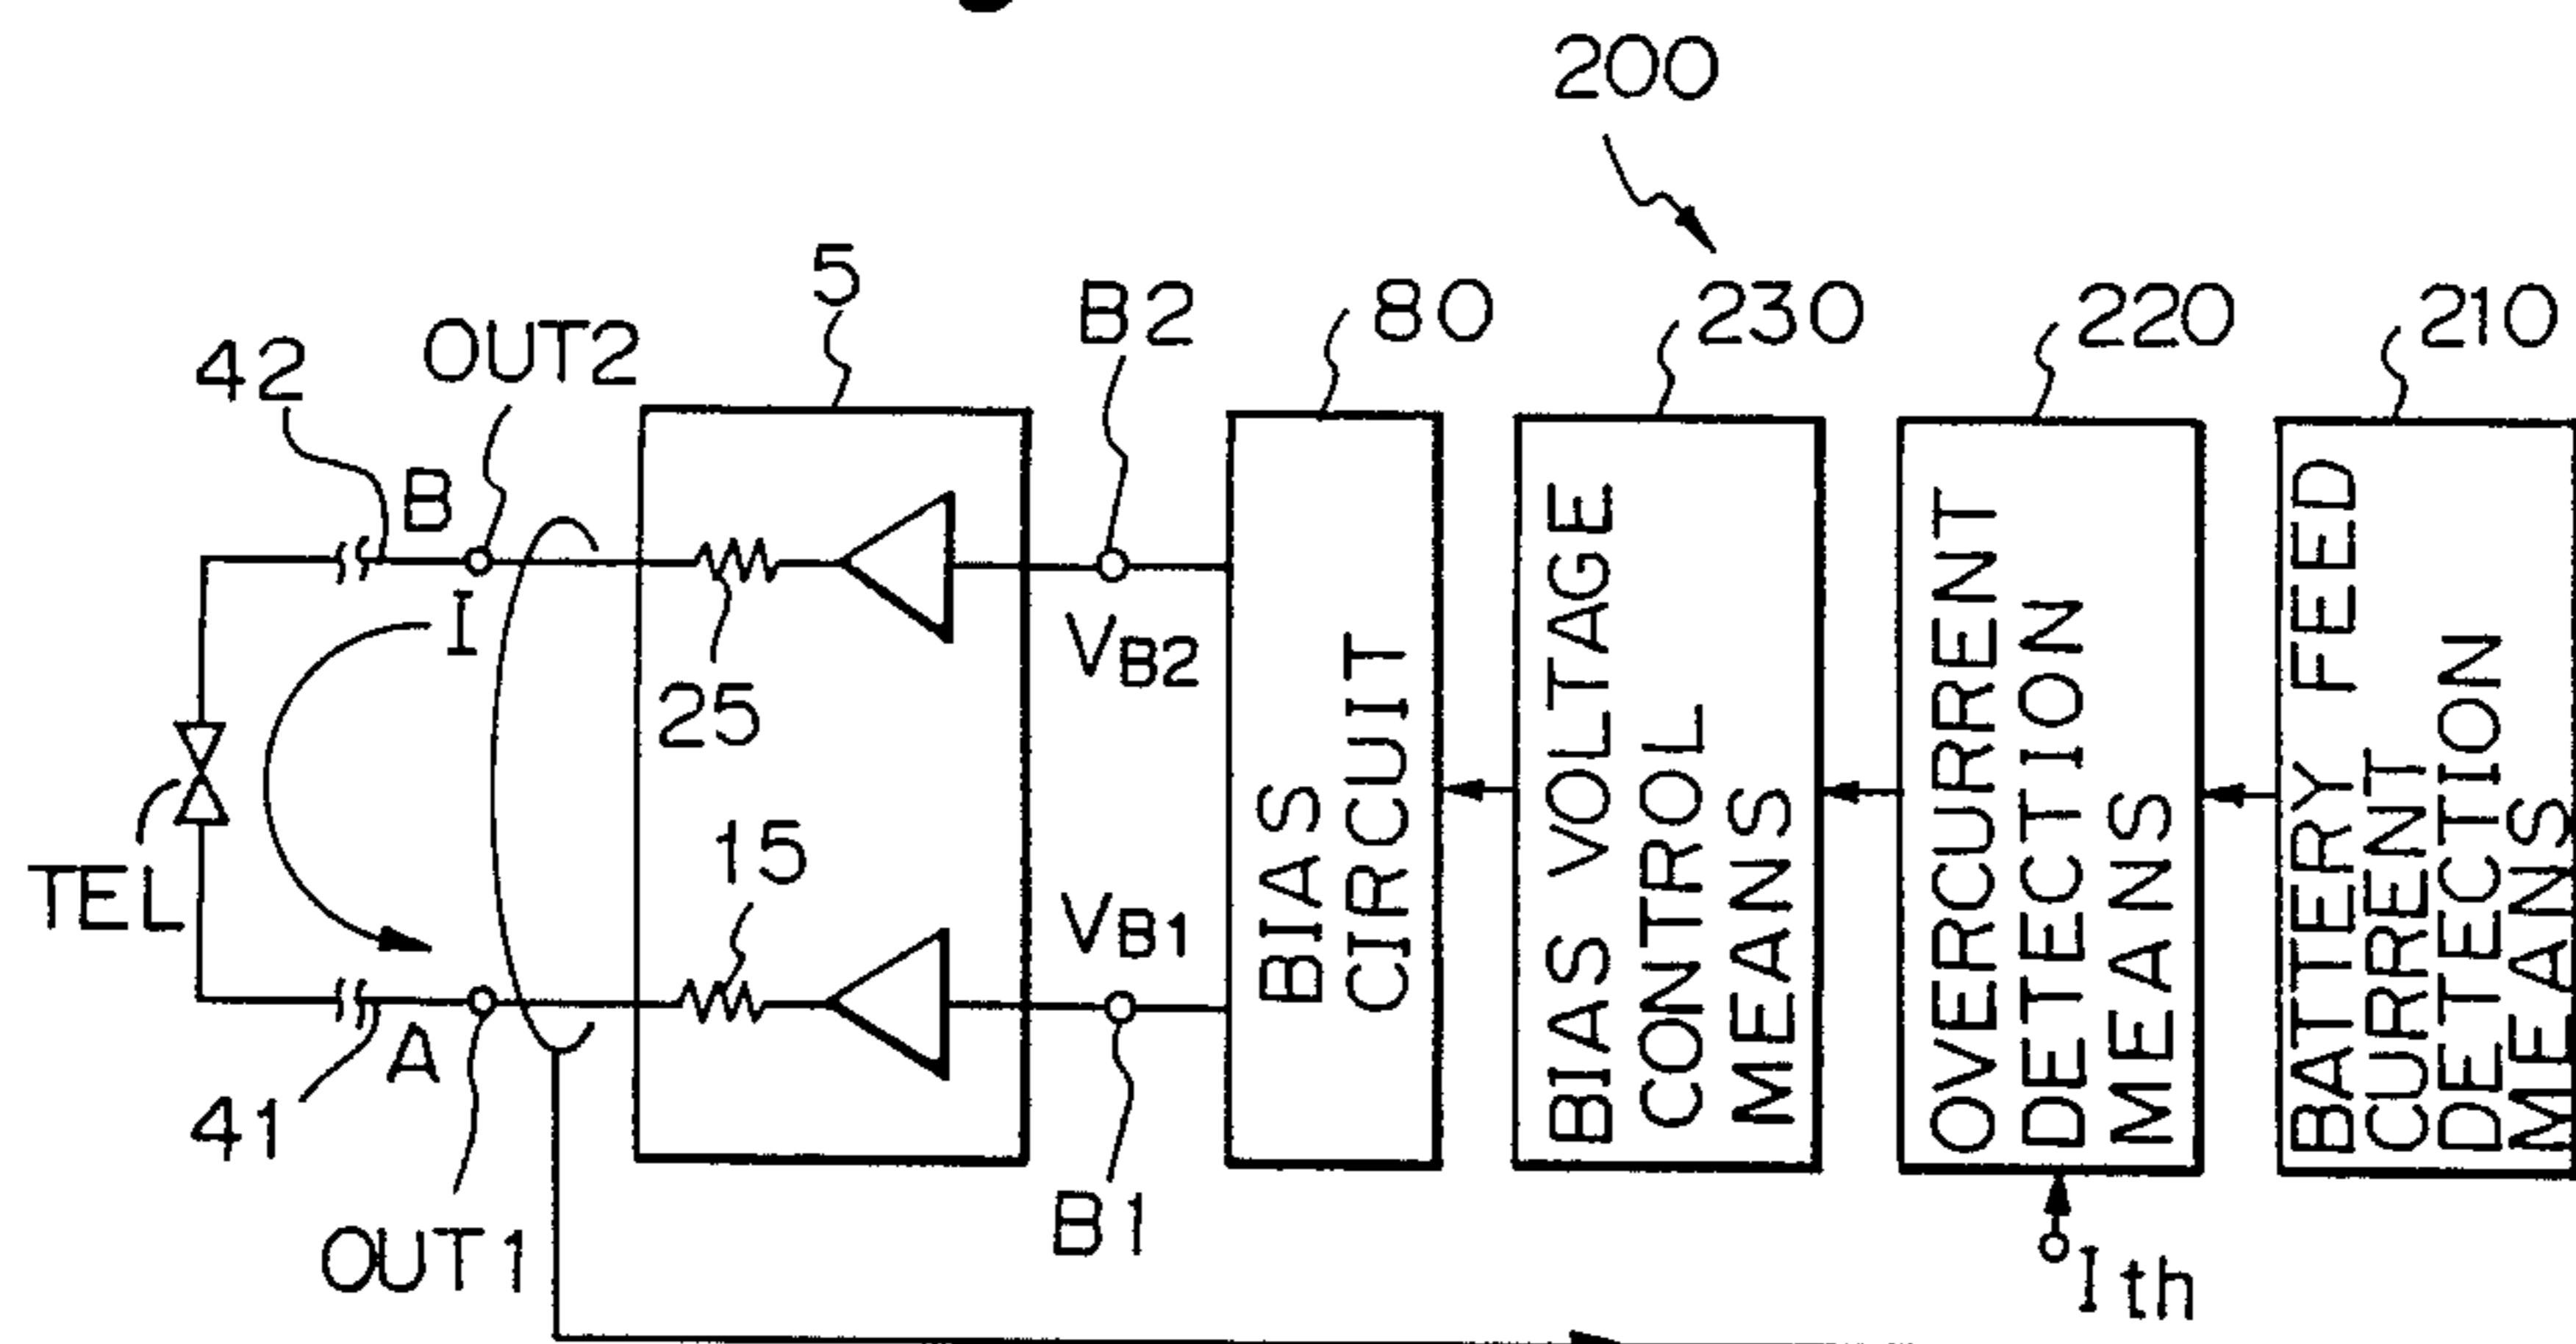 200
5
B2
80
230
220
210
OUT2
42
B
I
25
VB2
TEL
15
VB1
A
41
OUT1
B1
BIAS
CIRCUIT
BIAS VOLTAGE
CONTROL
MEANS
OVERCURRENT
DETECTION
MEANS
BATTERY FEED
CURRENT
DETECTION
MEANS
Ith